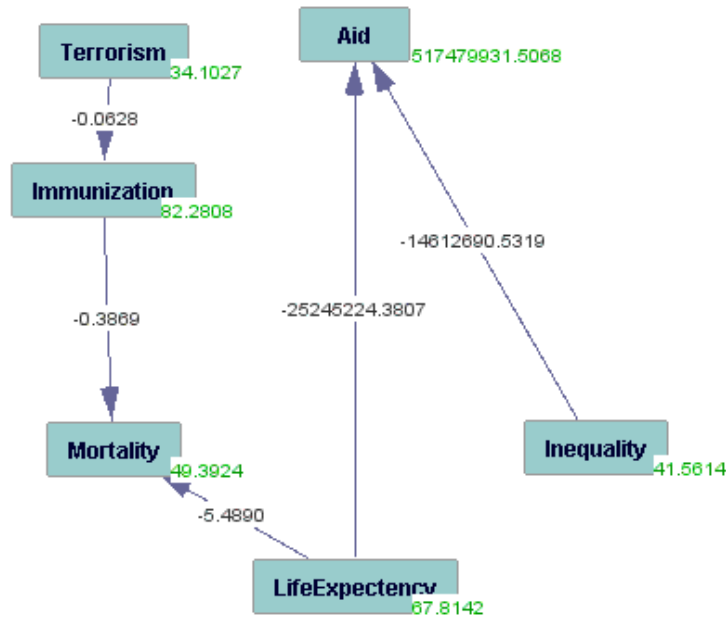 Terrorism
34.1027
Aid
517479931.5068
-0.0628
Immunization
82.2808
-14612690.5319
-25245224.3807
-0.3869
Mortality
49.3924
Inequality
41.5614
-5.4890
LifeExpectency
67.8142